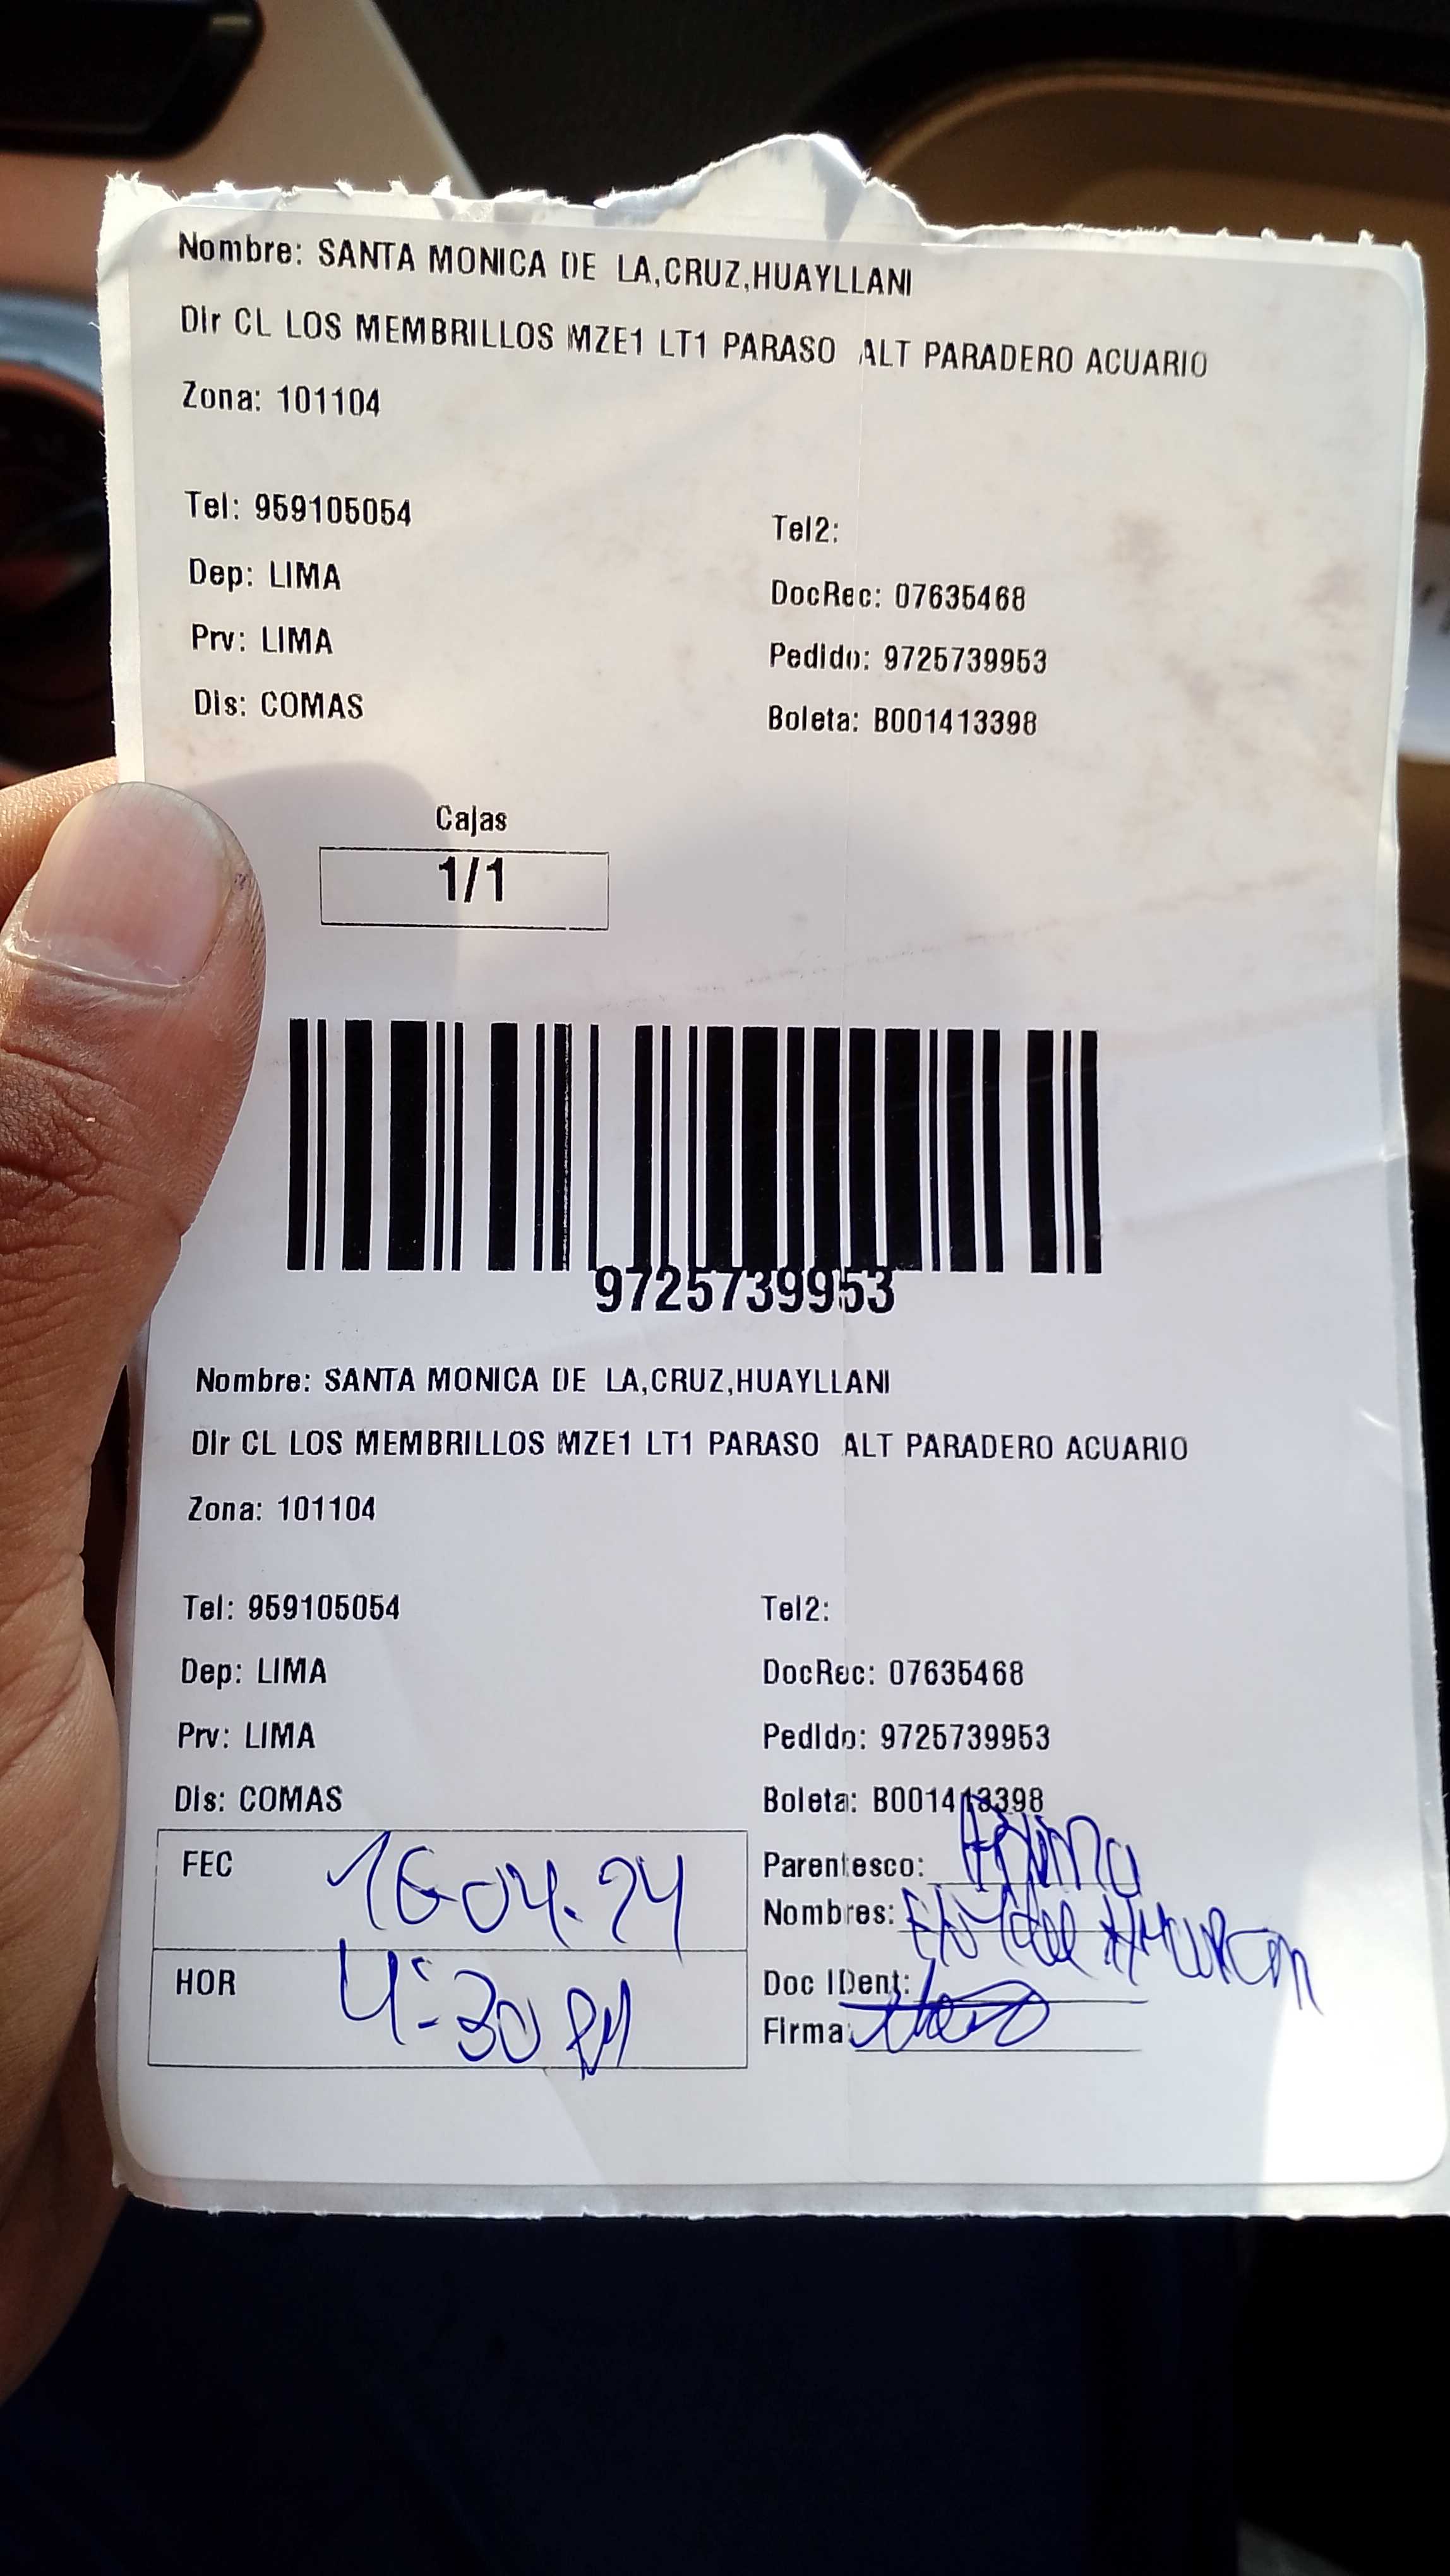 Nombre: SANTA MONICA DE LA,CRUZ,HUAYLLANI
Dir CL LOS MEMBRILLOS MZE1 LT1 PARASO ALT PARADERO ACUARIO
Zona: 101104
Tel: 959105054 Tel2:
Dep: LIMA DocRec: 07635468
Prv: LIMA Pedido: 9725739953
Dis: COMAS Boleta: B001413398
Cajas
1/1
9725739953
Nombre: SANTA MONICA DE LA,CRUZ,HUAYLLANI
Dir CL LOS MEMBRILLOS MZE1 LT1 PARASO ALT PARADERO ACUARIO
Zona: 101104
Tel: 959105054 Tel2:
Dep: LIMA DocRec: 07635468
Prv: LIMA Pedido: 9725739953
Dis: COMAS Boleta: B001413398
FEC 16-04-24 Parentesco:
Nombres:
HOR 4:30 PM Doc IDent:
Firma